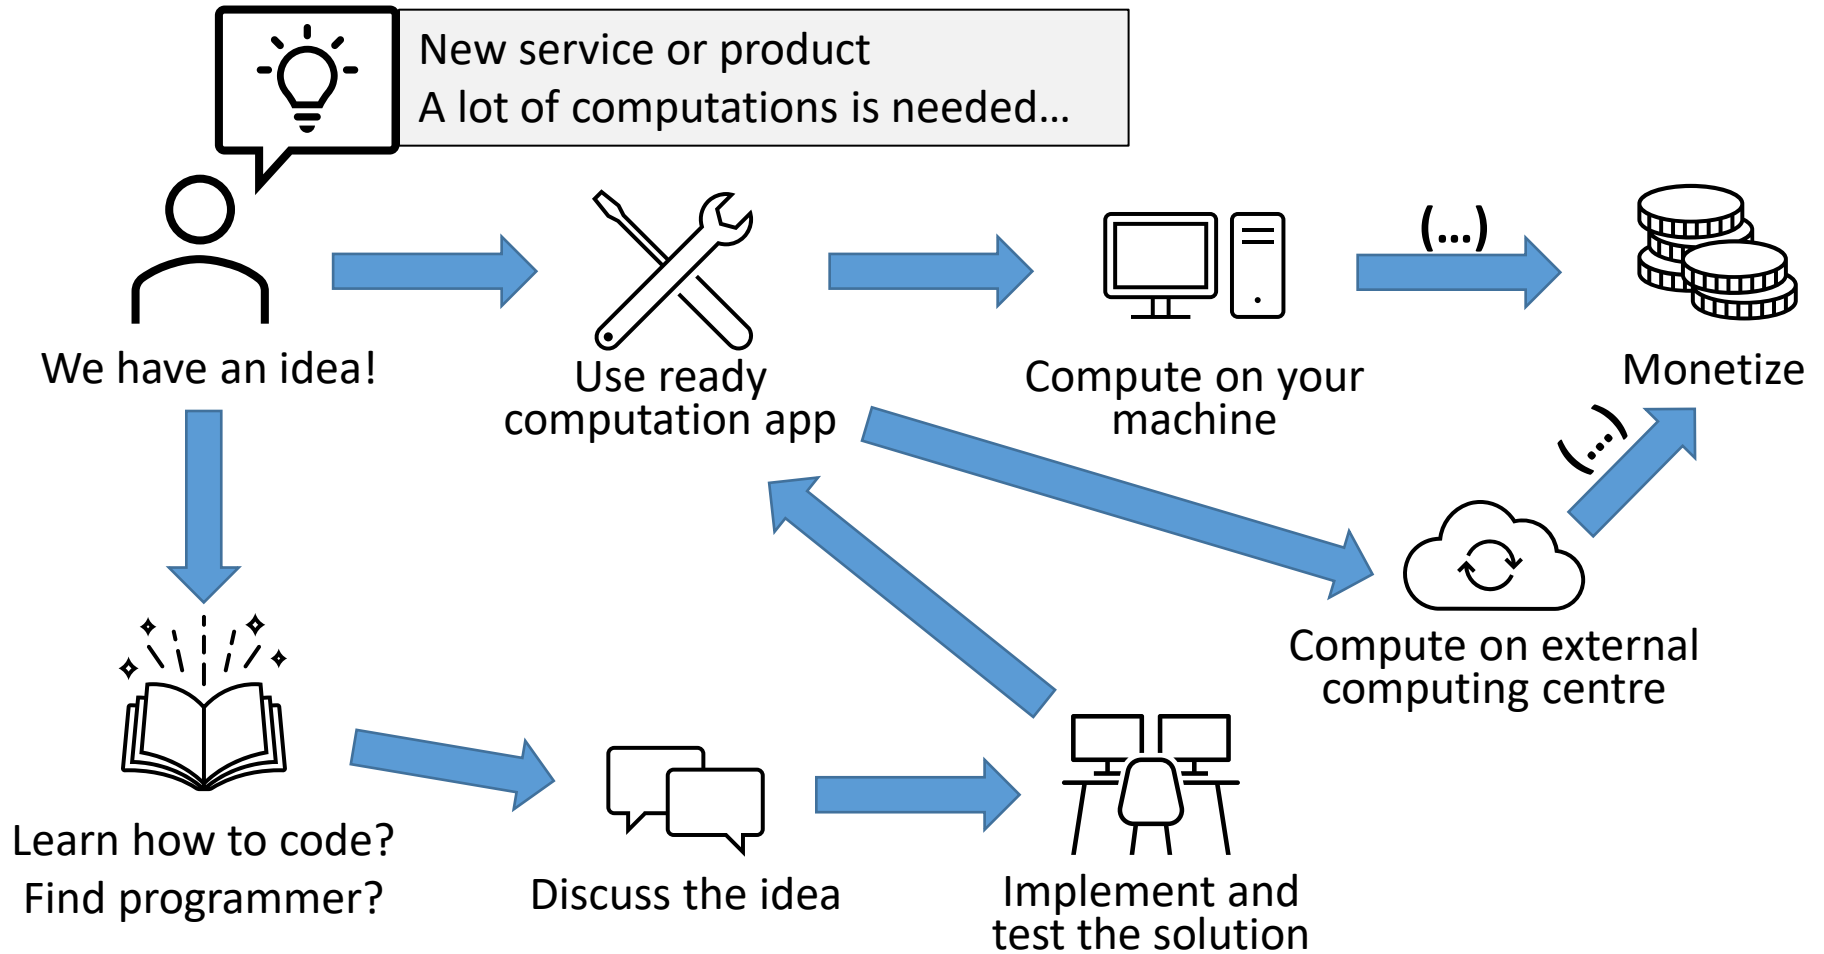 New service or product
A lot of computations is needed…
(…)
We have an idea!
Use ready
computation app
Compute on your
machine
Monetize
(…)
Compute on external
computing centre
Learn how to code?
Find programmer?
Discuss the idea
Implement and
test the solution